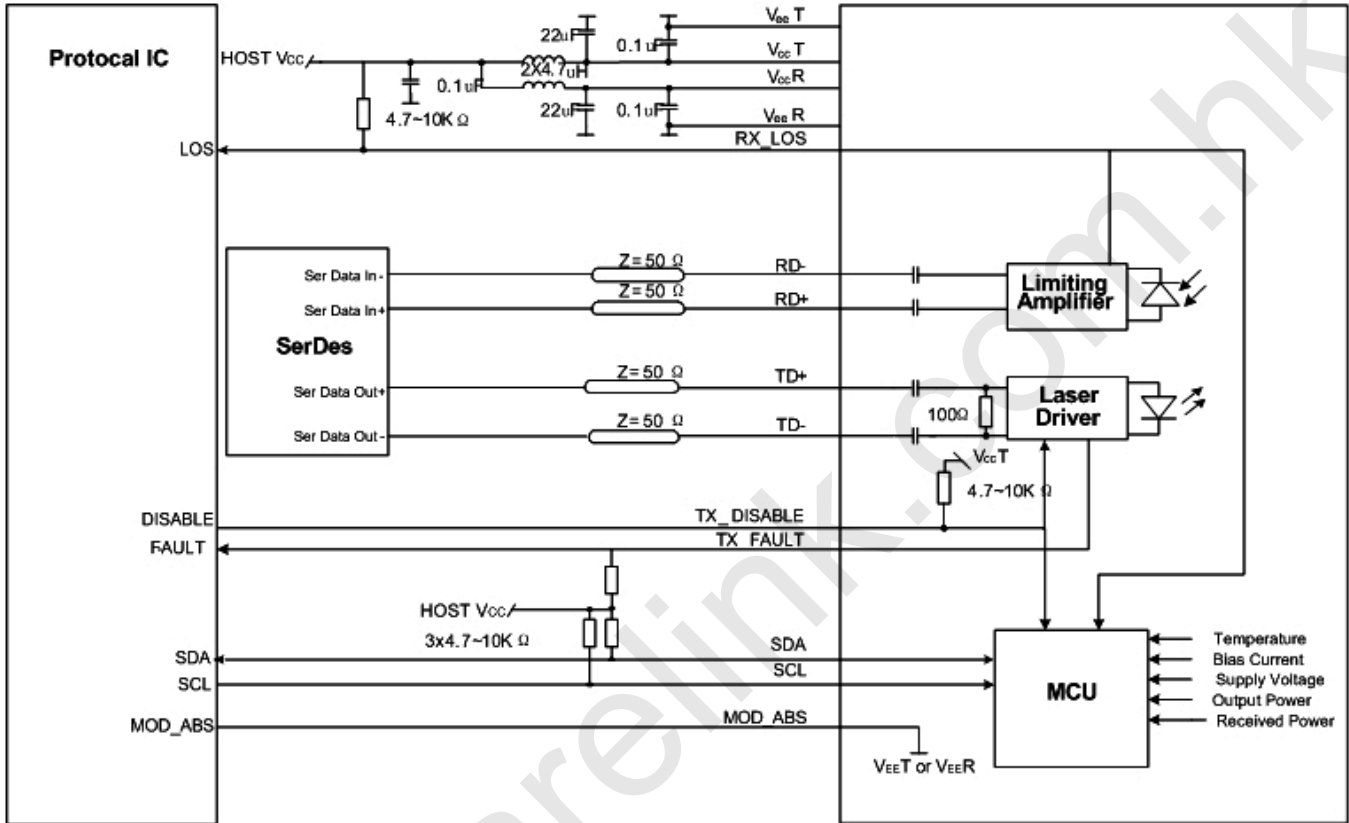 Protocal IC
HOST Vcc
22uF
0.1uF
VeeT
VccT
2X4.7uH
0.1uF
VccR
22uF
0.1uF
VeeR
4.7~10K Ω
LOS
RX_LOS
SerDes
Ser Data In -
Z= 50 Ω
RD-
Ser Data In+
Z= 50 Ω
RD+
Limiting
Amplifier
Ser Data Out+
Z= 50 Ω
TD+
Ser Data Out -
Z= 50 Ω
TD-
100Ω
Laser
Driver
VccT
4.7~10K Ω
DISABLE
TX_DISABLE
FAULT
TX_FAULT
HOST Vcc
3x4.7~10K Ω
SDA
SDA
SCL
SCL
MOD_ABS
MOD_ABS
VEET or VEER
MCU
Temperature
Bias Current
Supply Voltage
Output Power
Received Power
arelink.com.hk